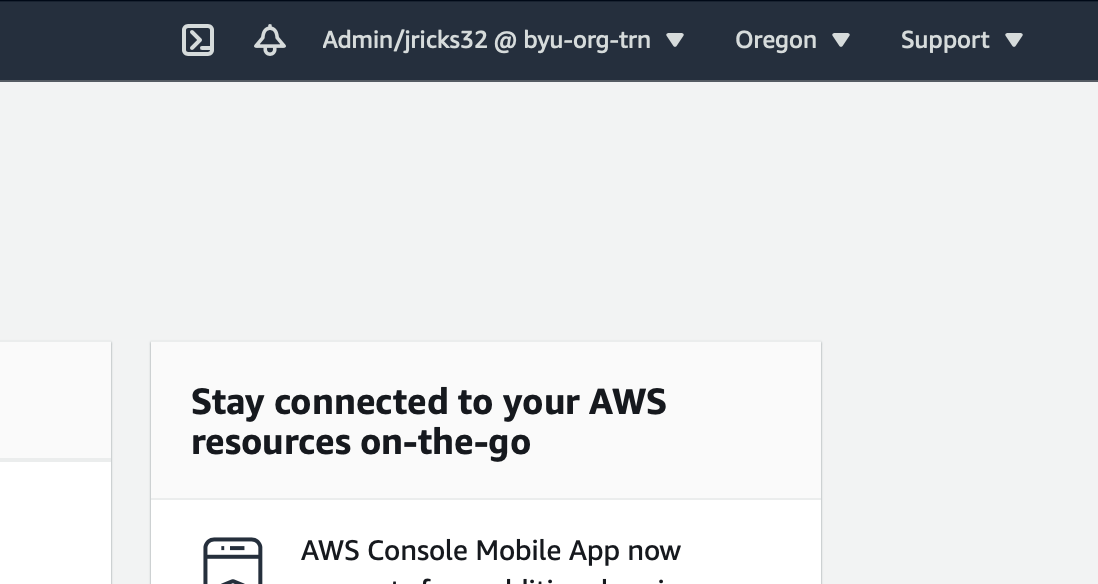 Admin/jricks32 @ byu-org-trn Oregon Support
Stay connected to your AWS
resources on-the-go
AWS Console Mobile App now